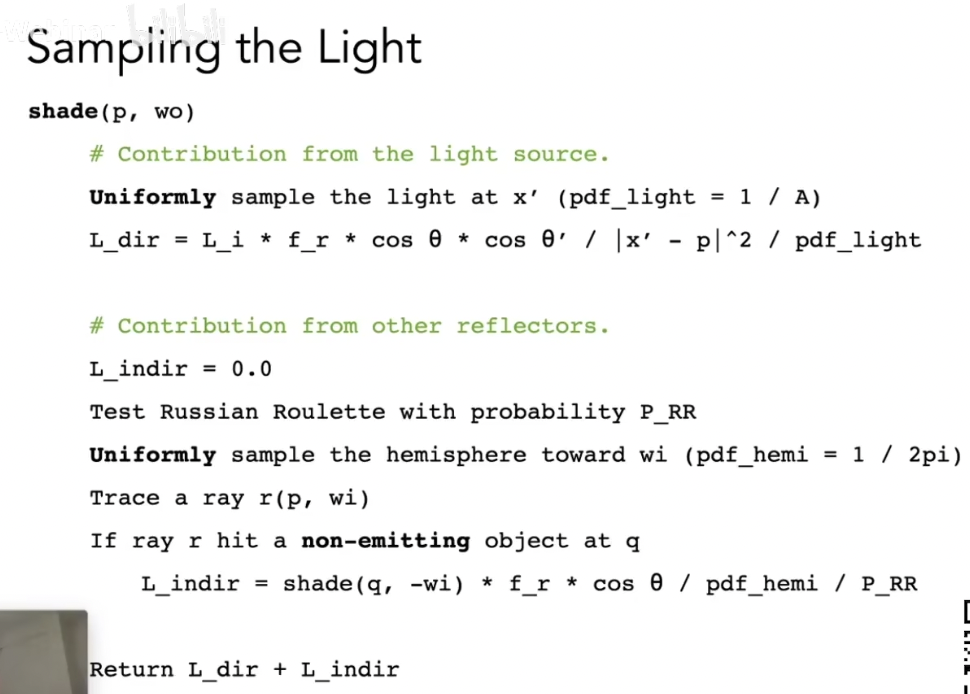 Sampling the Light
shade(p, wo)
# Contribution from the light source.
Uniformly sample the light at x′ (pdf_light = 1 / A)
L_dir = L_i * f_r * cos θ * cos θ′ / |x′ - p|^2 / pdf_light
# Contribution from other reflectors.
L_indir = 0.0
Test Russian Roulette with probability P_RR
Uniformly sample the hemisphere toward wi (pdf_hemi = 1 / 2pi)
Trace a ray r(p, wi)
If ray r hit a non-emitting object at q
L_indir = shade(q, -wi) * f_r * cos θ / pdf_hemi / P_RR
Return L_dir + L_indir